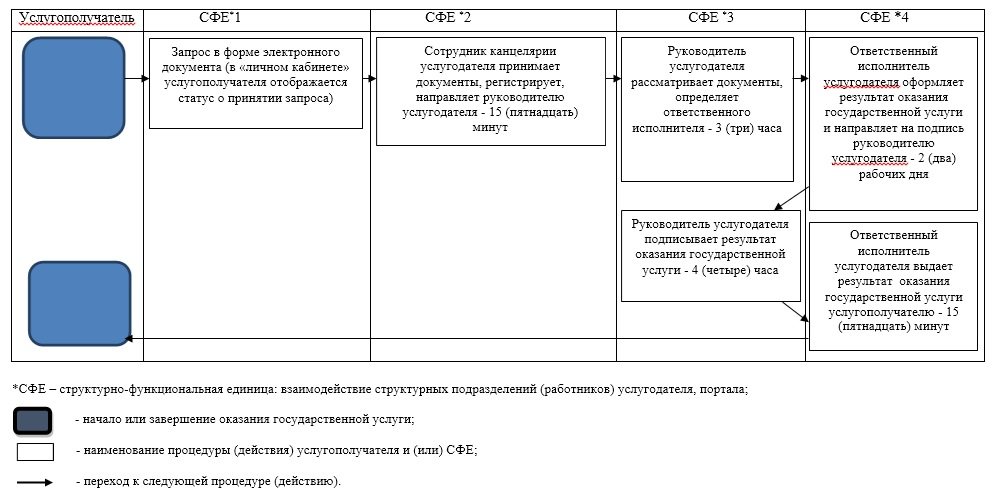 Услугополучатель
СФЕ*1
СФЕ *2
СФЕ *3
СФЕ *4
Запрос в форме электронного
документа (в «личном кабинете»
услугополучателя отображается
статус о принятии запроса)
Сотрудник канцелярии
услугодателя принимает
документы, регистрирует,
направляет руководителю
услугодателя - 15 (пятнадцать)
минут
Руководитель
услугодателя
рассматривает документы,
определяет
ответственного
исполнителя - 3 (три) часа
Ответственный
исполнитель
услугодателя оформляет
результат оказания
государственной услуги
и направляет на подпись
руководителю
услугодателя - 2 (два)
рабочих дня
Руководитель услугодателя
подписывает результат
оказания государственной
услуги - 4 (четыре) часа
Ответственный
исполнитель
услугодателя выдает
результат оказания
государственной услуги
услугополучателю - 15
(пятнадцать) минут
*СФЕ – структурно-функциональная единица: взаимодействие структурных подразделений (работников) услугодателя, портала;
- начало или завершение оказания государственной услуги;
- наименование процедуры (действия) услугополучателя и (или) СФЕ;
- переход к следующей процедуре (действию).